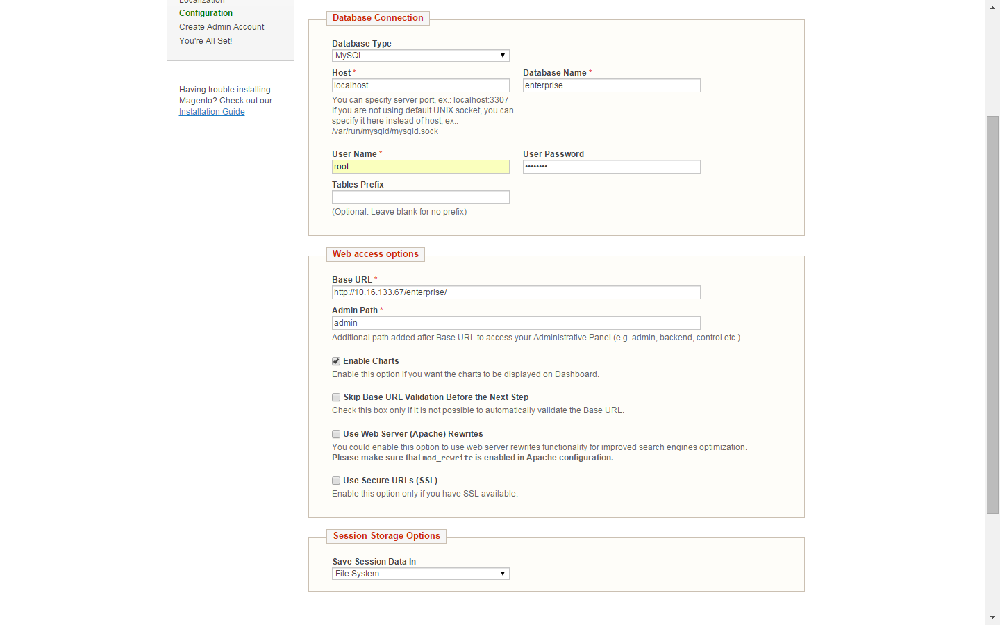 Localization
Configuration
Create Admin Account
You're All Set!
Having trouble installing
Magento? Check out our
Installation Guide
Database Connection
Database Type
MySQL
Host *
Database Name *
localhost
enterprise
You can specify server port, ex.: localhost:3307
If you are not using default UNIX socket, you can
specify it here instead of host, ex.:
/var/run/mysqld/mysqld.sock
User Name *
User Password
root
••••••••
Tables Prefix
(Optional. Leave blank for no prefix)
Web access options
Base URL *
http://10.16.133.67/enterprise/
Admin Path *
admin
Additional path added after Base URL to access your Administrative Panel (e.g. admin, backend, control etc.).
Enable Charts
Enable this option if you want the charts to be displayed on Dashboard.
Skip Base URL Validation Before the Next Step
Check this box only if it is not possible to automatically validate the Base URL.
Use Web Server (Apache) Rewrites
You could enable this option to use web server rewrites functionality for improved search engines optimization.
Please make sure that mod_rewrite is enabled in Apache configuration.
Use Secure URLs (SSL)
Enable this option only if you have SSL available.
Session Storage Options
Save Session Data In
File System